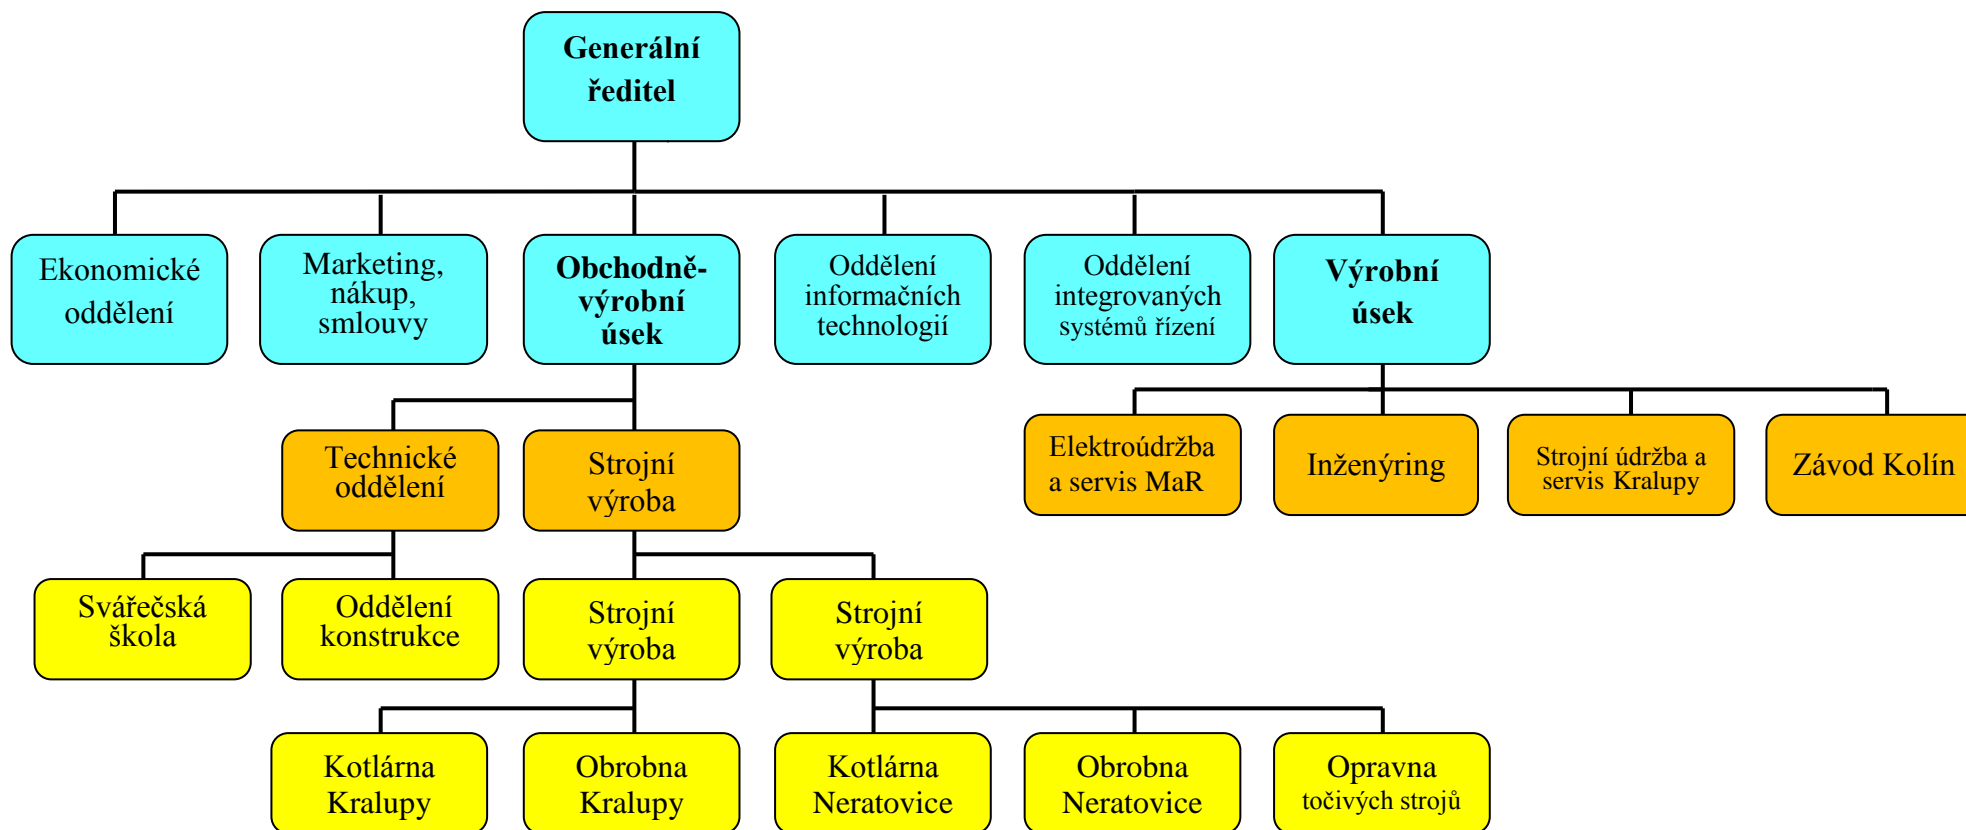 Generální
ředitel
Ekonomické
oddělení
Marketing,
nákup,
smlouvy
Obchodně-
výrobní
úsek
Oddělení
informačních
technologií
Oddělení
integrovaných
systémů řízení
Výrobní
úsek
Technické
oddělení
Strojní
výroba
Elektroúdržba
a servis MaR
Inženýring
Strojní údržba a
servis Kralupy
Závod Kolín
Svářečská
škola
Oddělení
konstrukce
Strojní
výroba
Strojní
výroba
Kotlárna
Kralupy
Obrobna
Kralupy
Kotlárna
Neratovice
Obrobna
Neratovice
Opravna
točivých strojů